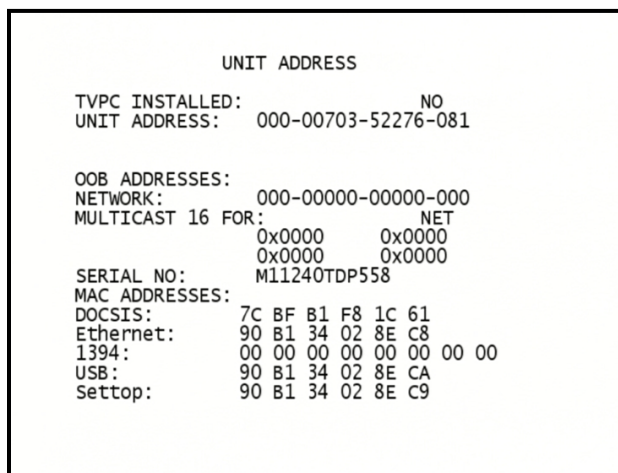 UNIT ADDRESS
TVPC INSTALLED: NO
UNIT ADDRESS: 000-00703-52276-081
OOB ADDRESSES:
NETWORK: 000-00000-00000-000
MULTICAST 16 FOR: NET
0x0000 0x0000
0x0000 0x0000
SERIAL NO: M11240TDP558
MAC ADDRESSES:
DOCSIS: 7C BF B1 F8 1C 61
Ethernet: 90 B1 34 02 8E C8
1394: 00 00 00 00 00 00 00 00
USB: 90 B1 34 02 8E CA
Settop: 90 B1 34 02 8E C9